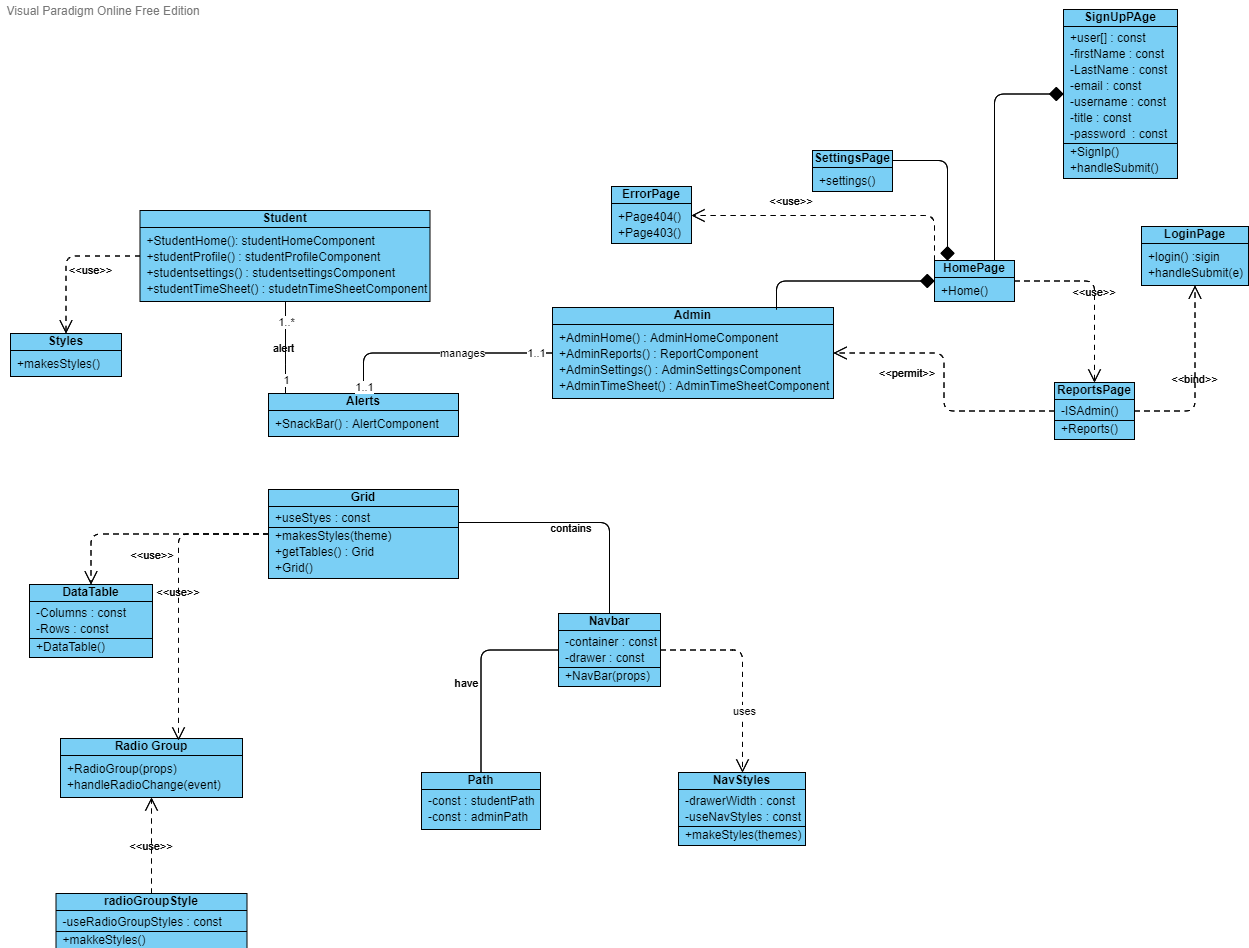 Visual Paradigm Online Free Edition
SignUpPAge
+user[] : const
-firstName : const
-LastName : const
-email : const
-username : const
-title : const
-password : const
+SignIp()
+handleSubmit()
SettingsPage
+settings()
ErrorPage
+Page404()
+Page403()
<<use>>
Student
+StudentHome(): studentHomeComponent
+studentProfile() : studentProfileComponent
+studentsettings() : studentsettingsComponent
+studentTimeSheet() : studetnTimeSheetComponent
<<use>>
LoginPage
+login() :sigin
+handleSubmit(e)
HomePage
+Home()
<<use>>
Styles
+makesStyles()
1..*
alert
1
manages
1..1
1..1
Admin
+AdminHome() : AdminHomeComponent
+AdminReports() : ReportComponent
+AdminSettings() : AdminSettingsComponent
+AdminTimeSheet() : AdminTimeSheetComponent
<<permit>>
<<bind>>
ReportsPage
-ISAdmin()
+Reports()
Alerts
+SnackBar() : AlertComponent
Grid
+useStyes : const
+makesStyles(theme)
+getTables() : Grid
+Grid()
contains
<<use>>
<<use>>
DataTable
-Columns : const
-Rows : const
+DataTable()
Navbar
-container : const
-drawer : const
+NavBar(props)
have
uses
Radio Group
+RadioGroup(props)
+handleRadioChange(event)
Path
-const : studentPath
-const : adminPath
NavStyles
-drawerWidth : const
-useNavStyles : const
+makeStyles(themes)
<<use>>
radioGroupStyle
-useRadioGroupStyles : const
+makkeStyles()